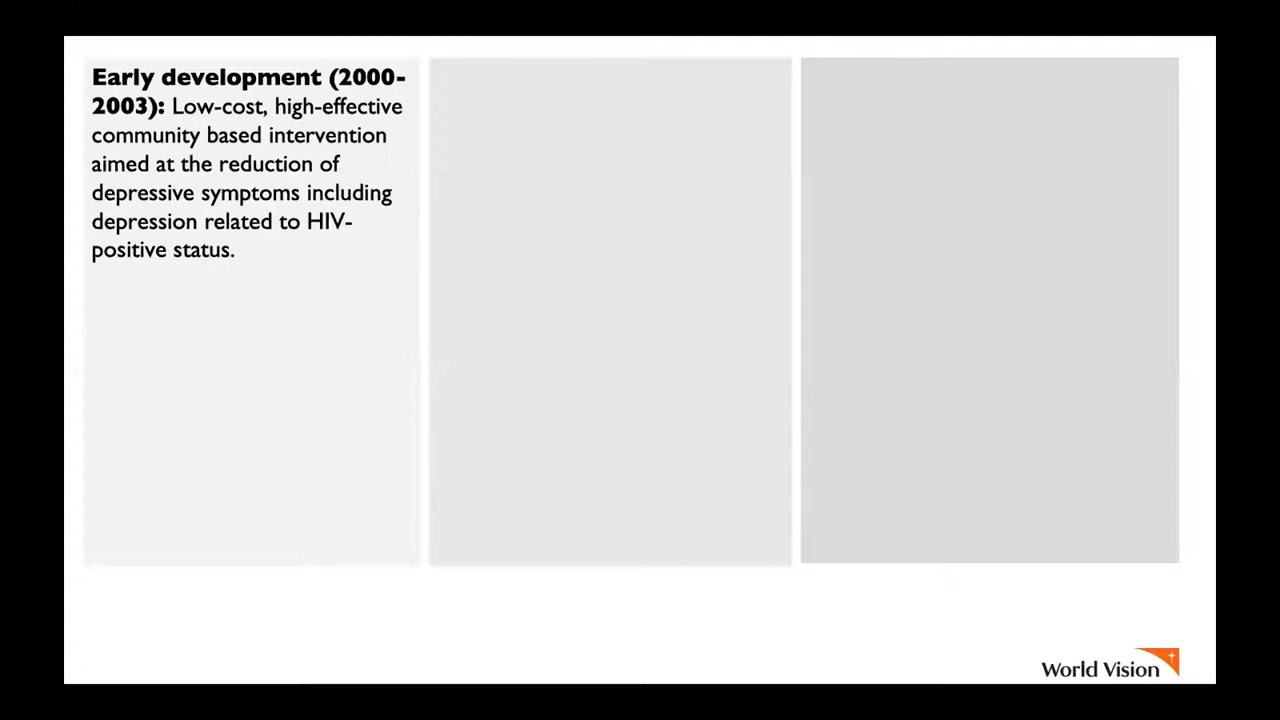 Early development (2000-
2003): Low-cost, high-effective
community based intervention
aimed at the reduction of
depressive symptoms including
depression related to HIV-
positive status.
World Vision